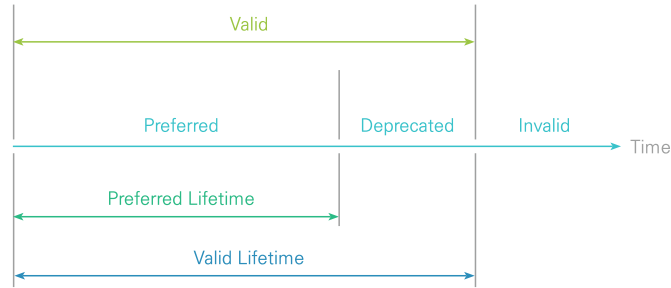 Valid
Preferred
Deprecated
Invalid
Time
Preferred Lifetime
Valid Lifetime